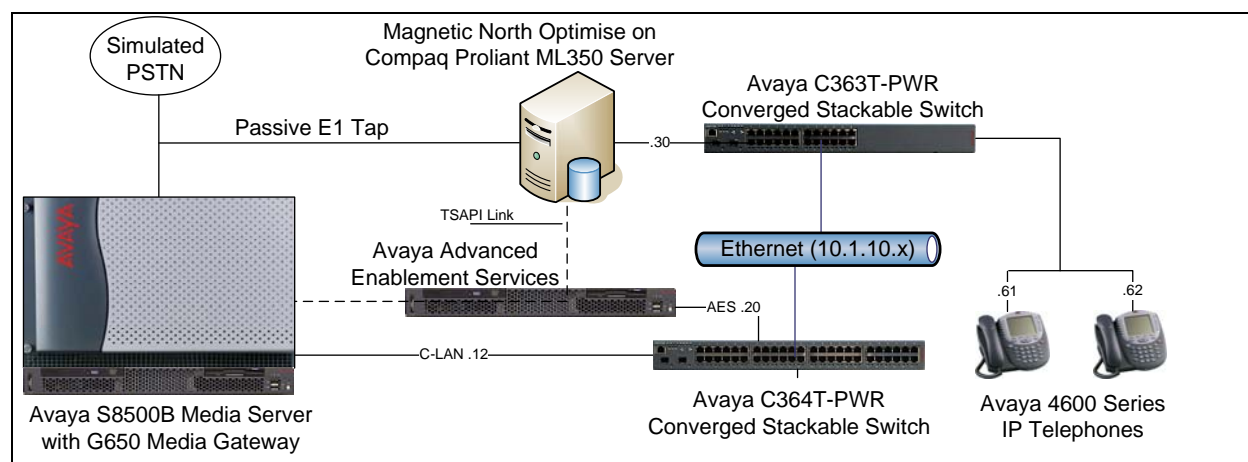 Simulated
PSTN
Magnetic North Optimise on
Compaq Proliant ML350 Server
Avaya C363T-PWR
Converged Stackable Switch
Passive E1 Tap
.30
TSAPI Link
AVAYA
Avaya Advanced
Enablement Services
Ethernet (10.1.10.x)
.61
.62
AES .20
C-LAN .12
Avaya S8500B Media Server
with G650 Media Gateway
Avaya C364T-PWR
Converged Stackable Switch
Avaya 4600 Series
IP Telephones